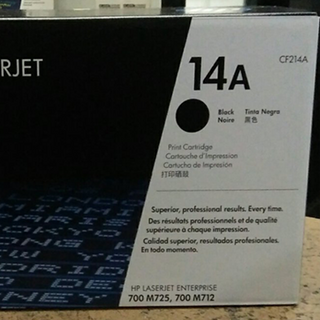 RJET
14A
CF214A
Black Tinta Negra
Noire 黑色
Print Cartridge
Cartouche d'Impression
Cartucho de Impresión
打印硒鼓
Superior, professional results. Every time.
Des résultats professionnels et de qualité
supérieure à chaque impression.
Calidad superior, resultados profesionales.
En todo momento.
HP LASERJET ENTERPRISE
700 M725, 700 M712